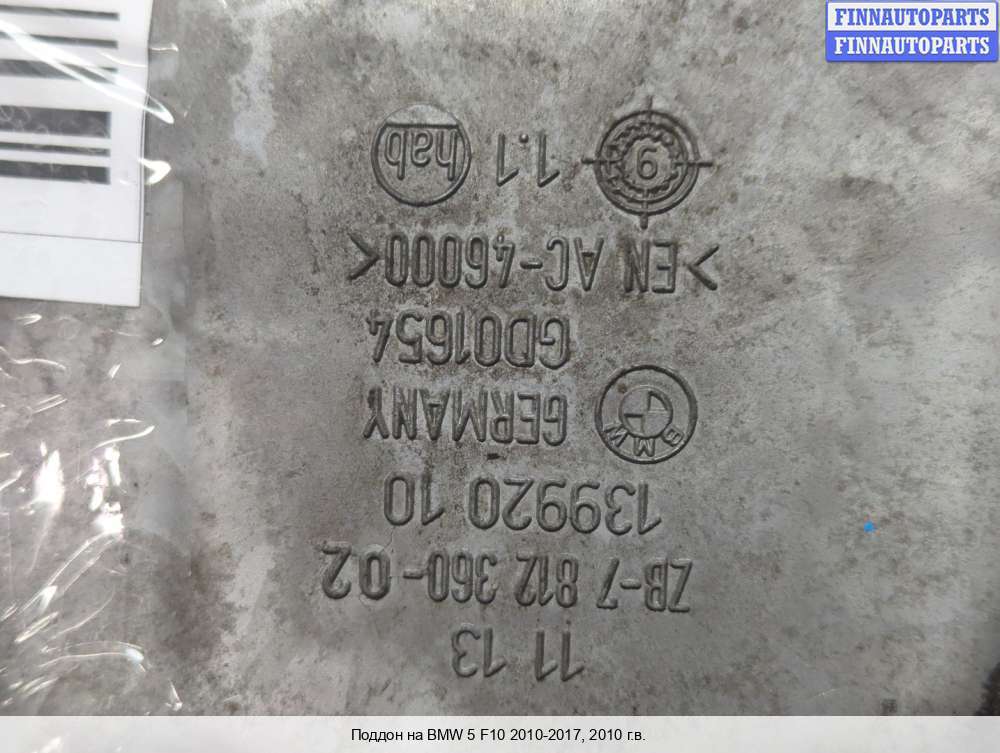 FINNAUTOPARTS
FINNAUTOPARTS
11 13
ZB-7 812 360-02
139920 10
BMW GERMANY
GD01654
>EN AC-46000<
9 1.1 hab
Поддон на BMW 5 F10 2010-2017, 2010 г.в.